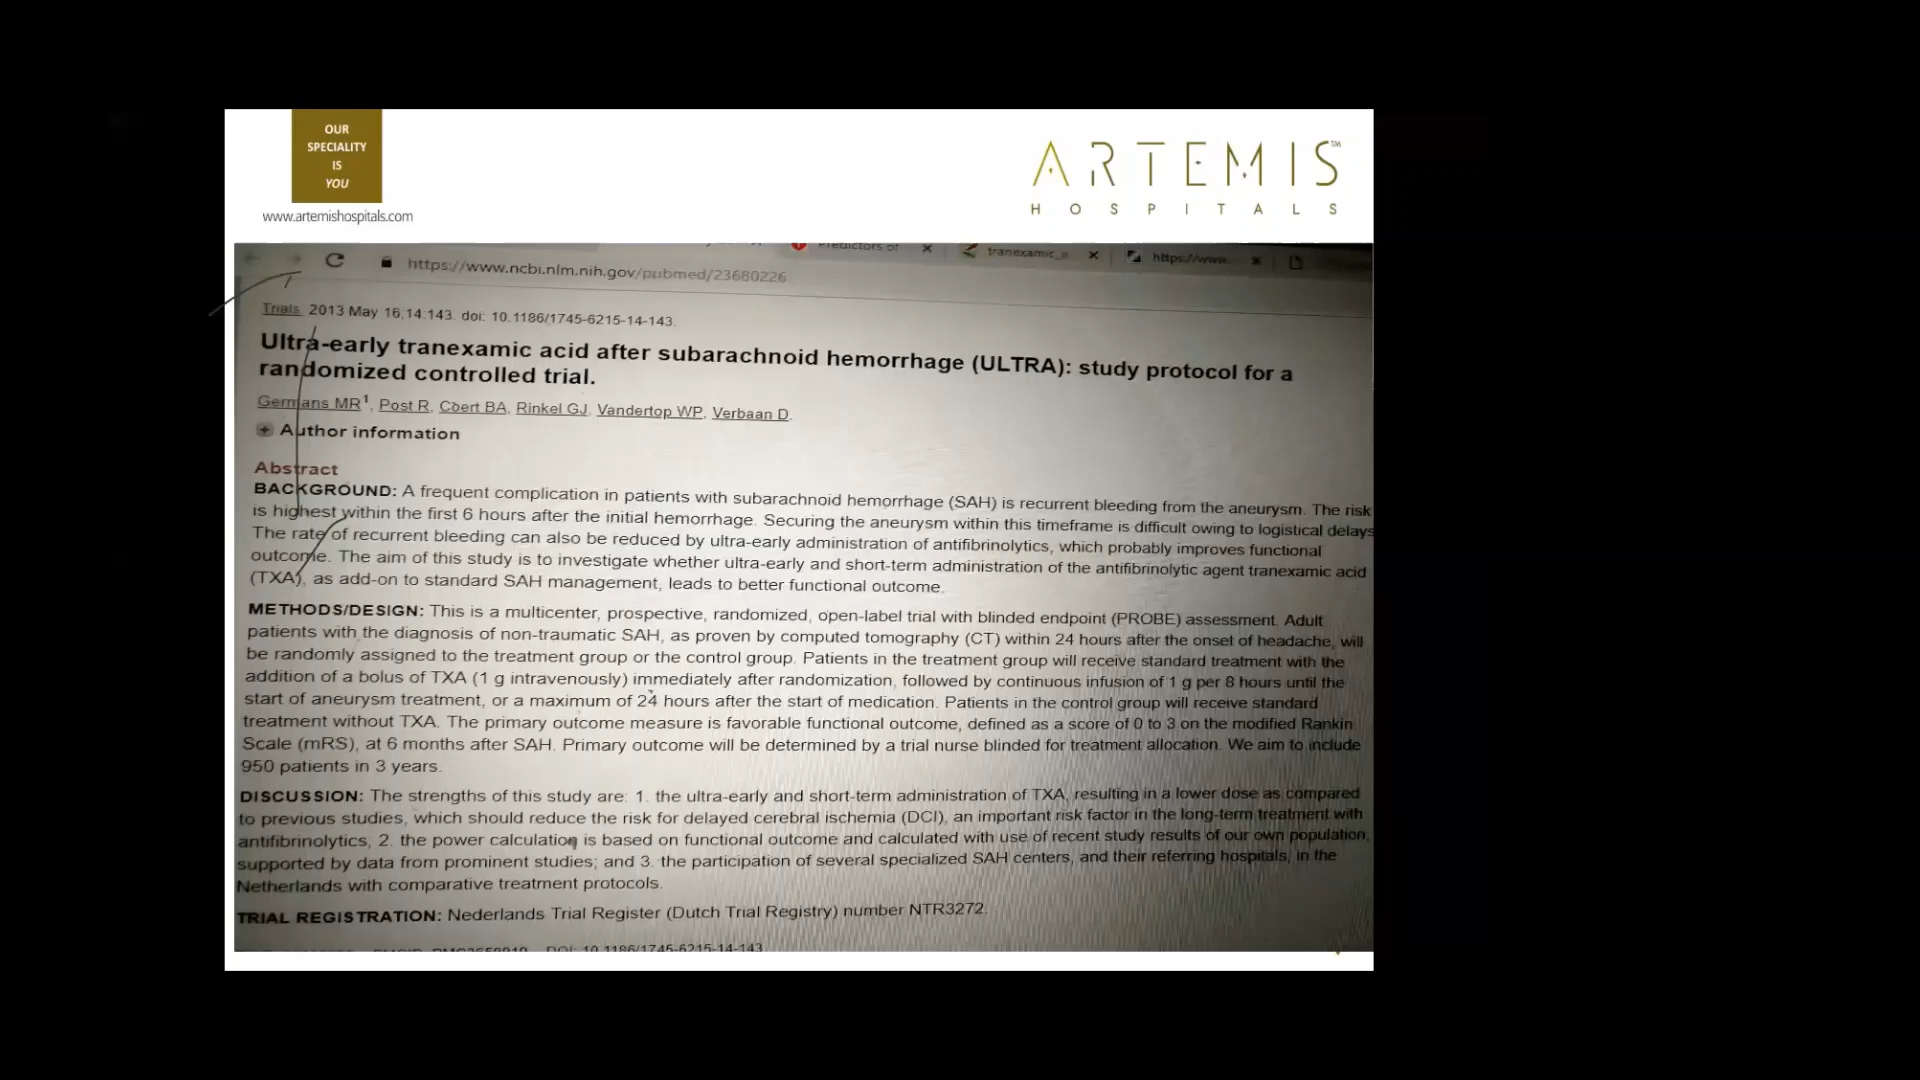 OUR
SPECIALITY
IS
YOU
www.artemishospitals.com
ARTEMIS™
HOSPITALS
Predictors of
tranexamic_a
https://www.
https://www.ncbi.nlm.nih.gov/pubmed/23680226
Trials. 2013 May 16;14:143. doi: 10.1186/1745-6215-14-143.
Ultra-early tranexamic acid after subarachnoid hemorrhage (ULTRA): study protocol for a
randomized controlled trial.
Germans MR1, Post R, Coert BA, Rinkel GJ, Vandertop WP, Verbaan D.
Author information
Abstract
BACKGROUND: A frequent complication in patients with subarachnoid hemorrhage (SAH) is recurrent bleeding from the aneurysm. The risk
is highest within the first 6 hours after the initial hemorrhage. Securing the aneurysm within this timeframe is difficult owing to logistical delays
The rate of recurrent bleeding can also be reduced by ultra-early administration of antifibrinolytics, which probably improves functional
outcome. The aim of this study is to investigate whether ultra-early and short-term administration of the antifibrinolytic agent tranexamic acid
(TXA), as add-on to standard SAH management, leads to better functional outcome.
METHODS/DESIGN: This is a multicenter, prospective, randomized, open-label trial with blinded endpoint (PROBE) assessment. Adult
patients with the diagnosis of non-traumatic SAH, as proven by computed tomography (CT) within 24 hours after the onset of headache, will
be randomly assigned to the treatment group or the control group. Patients in the treatment group will receive standard treatment with the
addition of a bolus of TXA (1 g intravenously) immediately after randomization, followed by continuous infusion of 1 g per 8 hours until the
start of aneurysm treatment, or a maximum of 24 hours after the start of medication. Patients in the control group will receive standard
treatment without TXA. The primary outcome measure is favorable functional outcome, defined as a score of 0 to 3 on the modified Rankin
Scale (mRS), at 6 months after SAH. Primary outcome will be determined by a trial nurse blinded for treatment allocation. We aim to include
950 patients in 3 years.
DISCUSSION: The strengths of this study are: 1. the ultra-early and short-term administration of TXA, resulting in a lower dose as compared
to previous studies, which should reduce the risk for delayed cerebral ischemia (DCI), an important risk factor in the long-term treatment with
antifibrinolytics; 2. the power calculation is based on functional outcome and calculated with use of recent study results of our own population,
supported by data from prominent studies; and 3. the participation of several specialized SAH centers, and their referring hospitals, in the
Netherlands with comparative treatment protocols.
TRIAL REGISTRATION: Nederlands Trial Register (Dutch Trial Registry) number NTR3272.
DOI: 10.1186/1745-6215-14-143